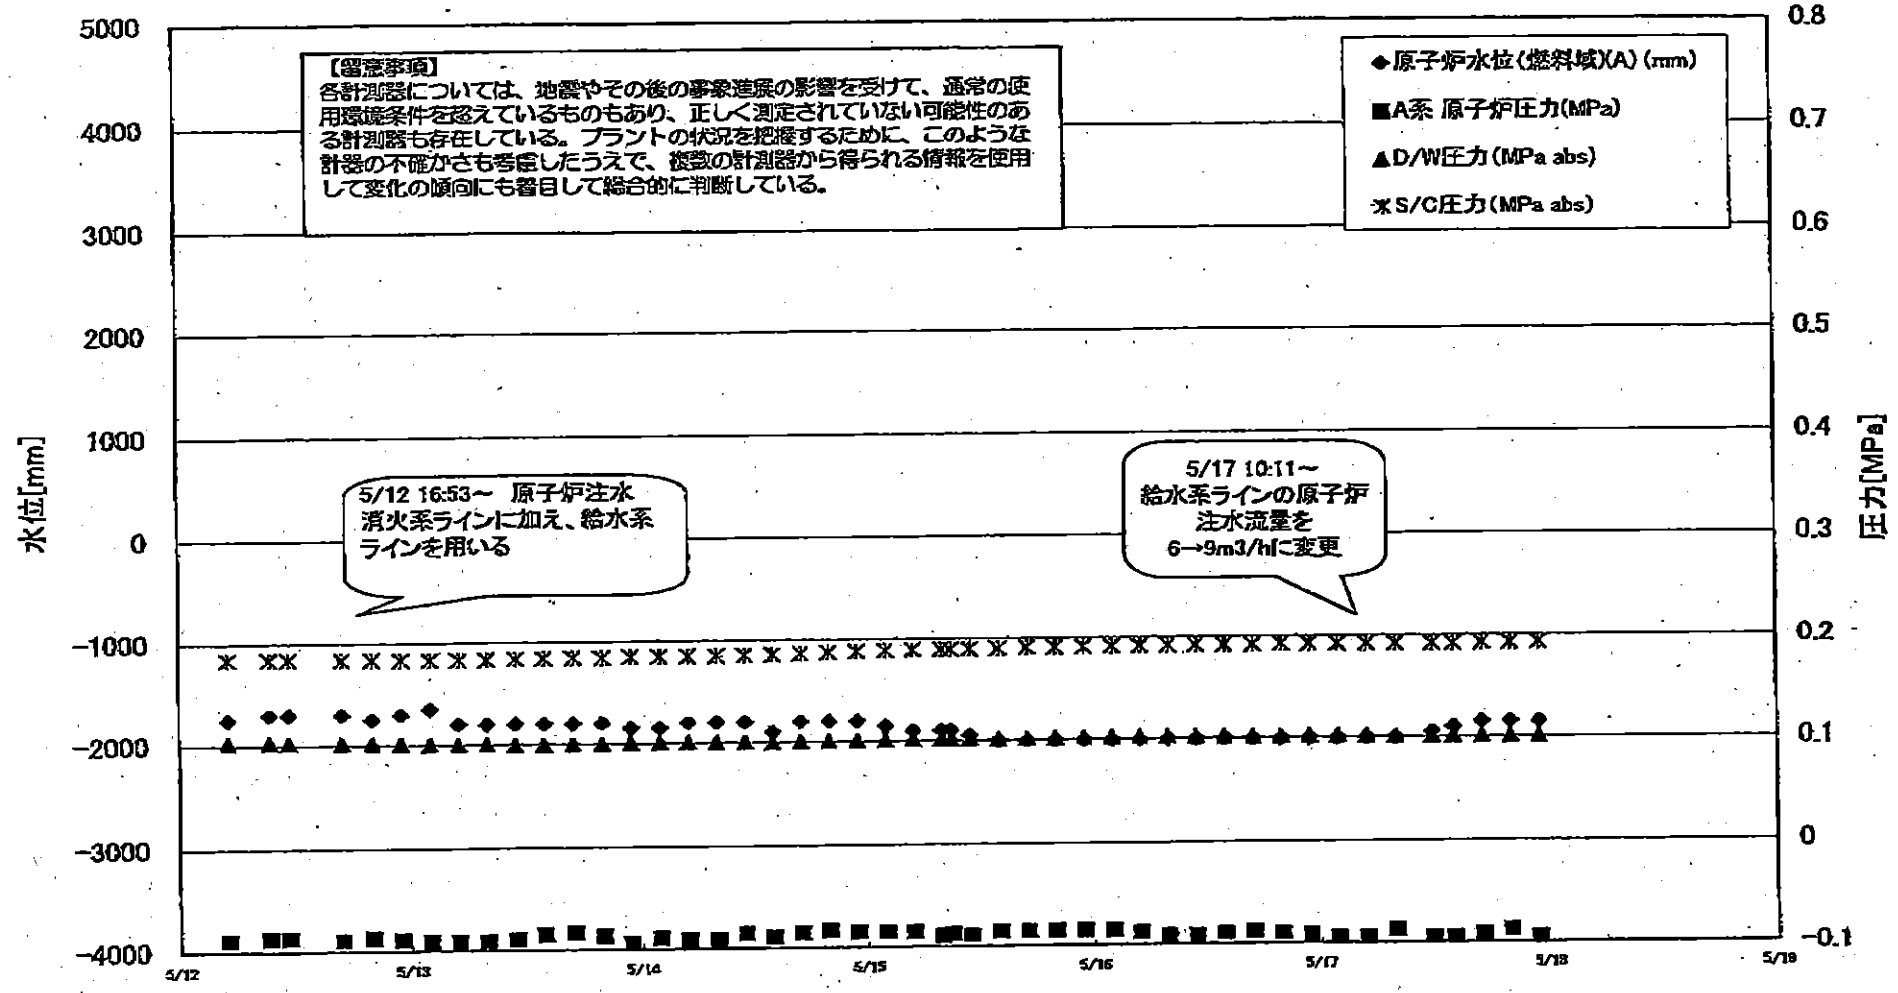 5000
4000
3000
2000
1000
0
-1000
-2000
-3000
-4000
水位[mm]
【留意事項】
各計測器については、地震やその後の事象進展の影響を受けて、通常の使
用環境条件を超えているものもあり、正しく測定されていない可能性のあ
る計測器も存在している。プラントの状況を把握するために、このような
計器の不確かさも考慮したうえで、複数の計測器から得られる情報を使用
して変化の傾向にも着目して総合的に判断している。
◆原子炉水位(燃料域)(A)(mm)
■A系 原子炉圧力(MPa)
▲D/W圧力(MPa abs)
S/C圧力(MPa abs)
5/12 16:53～ 原子炉注水
消火系ラインに加え、給水系
ラインを用いる
5/17 10:11～
給水系ラインの原子炉
注水流量を
6→9m3/hに変更
0.8
0.7
0.6
0.5
0.4
0.3
0.2
0.1
0
-0.1
圧力[MPa]
5/12
5/13
5/14
5/15
5/16
5/17
5/18
5/19